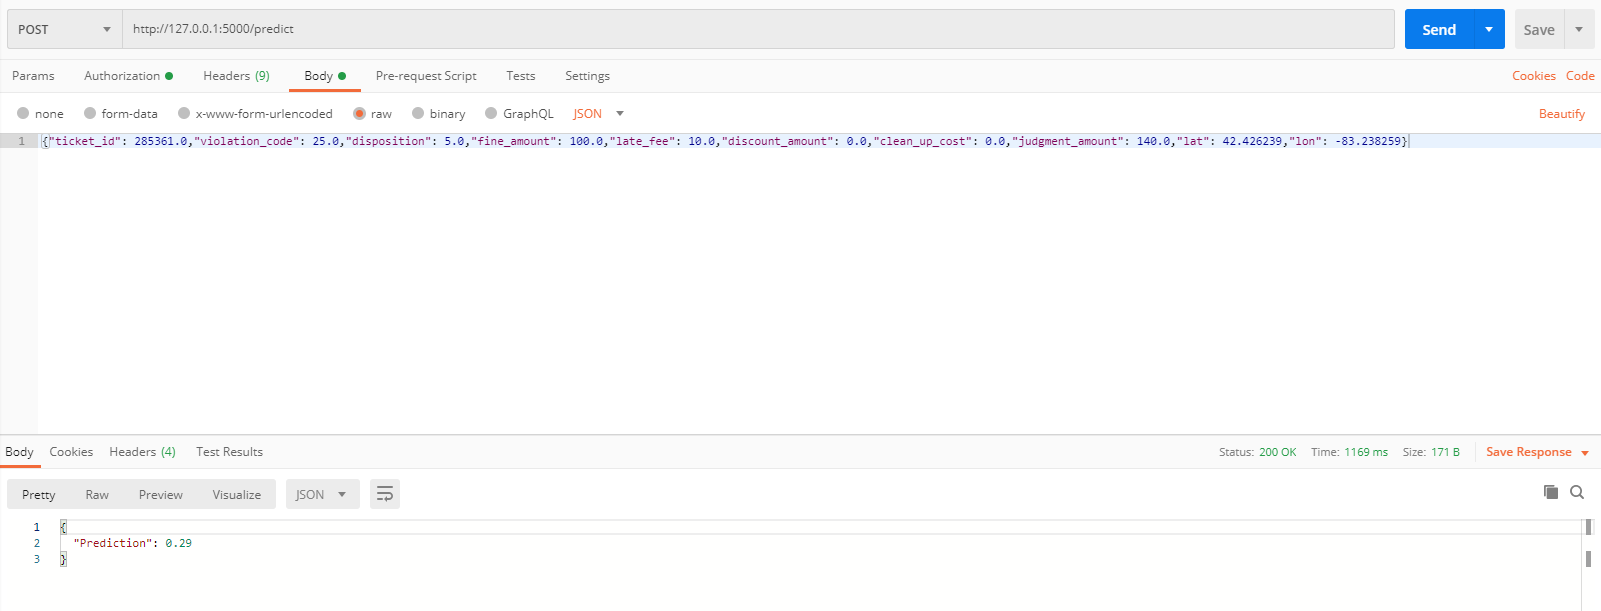 POST http://127.0.0.1:5000/predict Send Save
Params Authorization Headers (9) Body Pre-request Script Tests Settings Cookies Code
none form-data x-www-form-urlencoded raw binary GraphQL JSON Beautify
1 {"ticket_id": 285361.0,"violation_code": 25.0,"disposition": 5.0,"fine_amount": 100.0,"late_fee": 10.0,"discount_amount": 0.0,"clean_up_cost": 0.0,"judgment_amount": 140.0,"lat": 42.426239,"lon": -83.238259}
Body Cookies Headers (4) Test Results Status: 200 OK Time: 1169 ms Size: 171 B Save Response
Pretty Raw Preview Visualize JSON
1 {
2 "Prediction": 0.29
3 }